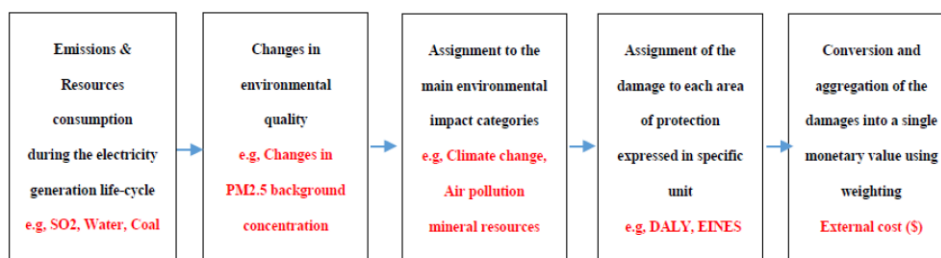 Emissions &
Resources
consumption
during the electricity
generation life-cycle
e.g, SO2, Water, Coal
Changes in
environmental
quality
e.g, Changes in
PM2.5 background
concentration
Assignment to the
main environmental
impact categories
e.g, Climate change,
Air pollution
mineral resources
Assignment of the
damage to each area
of protection
expressed in specific
unit
e.g, DALY, EINES
Conversion and
aggregation of the
damages into a single
monetary value using
weighting
External cost ($)